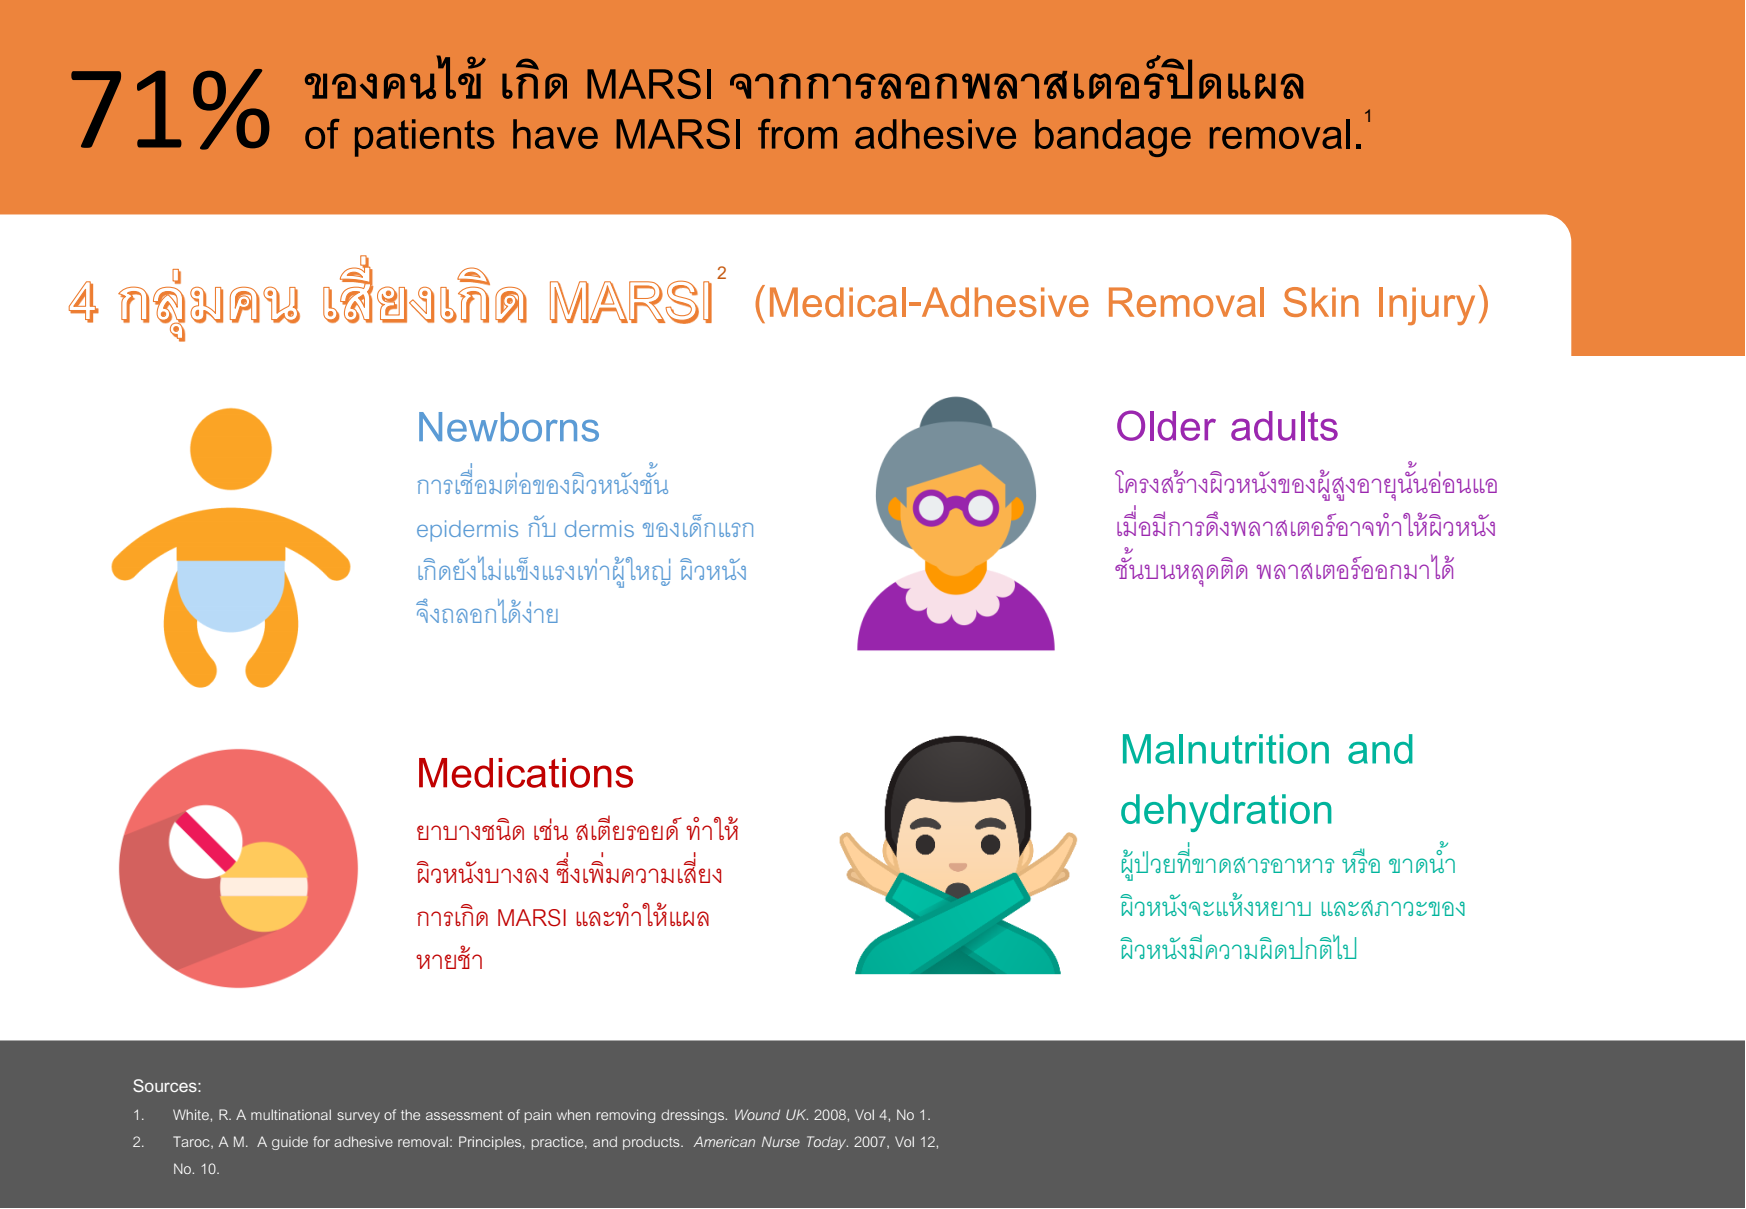 71%
ของคนไข้ เกิด MARSI จากการลอกพลาสเตอร์ปิดแผล
of patients have MARSI from adhesive bandage removal.1
4 กลุ่มคน เสี่ยงเกิด MARSI2 (Medical-Adhesive Removal Skin Injury)
Newborns
การเชื่อมต่อของผิวหนังชั้น
epidermis กับ dermis ของเด็กแรก
เกิดยังไม่แข็งแรงเท่าผู้ใหญ่ ผิวหนัง
จึงถลอกได้ง่าย
Older adults
โครงสร้างผิวหนังของผู้สูงอายุนั้นอ่อนแอ
เมื่อมีการดึงพลาสเตอร์อาจทำให้ผิวหนัง
ชั้นบนหลุดติด พลาสเตอร์ออกมาได้
Medications
ยาบางชนิด เช่น สเตียรอยด์ ทำให้
ผิวหนังบางลง ซึ่งเพิ่มความเสี่ยง
การเกิด MARSI และทำให้แผล
หายช้า
Malnutrition and
dehydration
ผู้ป่วยที่ขาดสารอาหาร หรือ ขาดน้ำ
ผิวหนังจะแห้งหยาบ และสภาวะของ
ผิวหนังมีความผิดปกติไป
Sources:
1. White, R. A multinational survey of the assessment of pain when removing dressings. Wound UK. 2008, Vol 4, No 1.
2. Taroc, A M. A guide for adhesive removal: Principles, practice, and products. American Nurse Today. 2007, Vol 12,
No. 10.